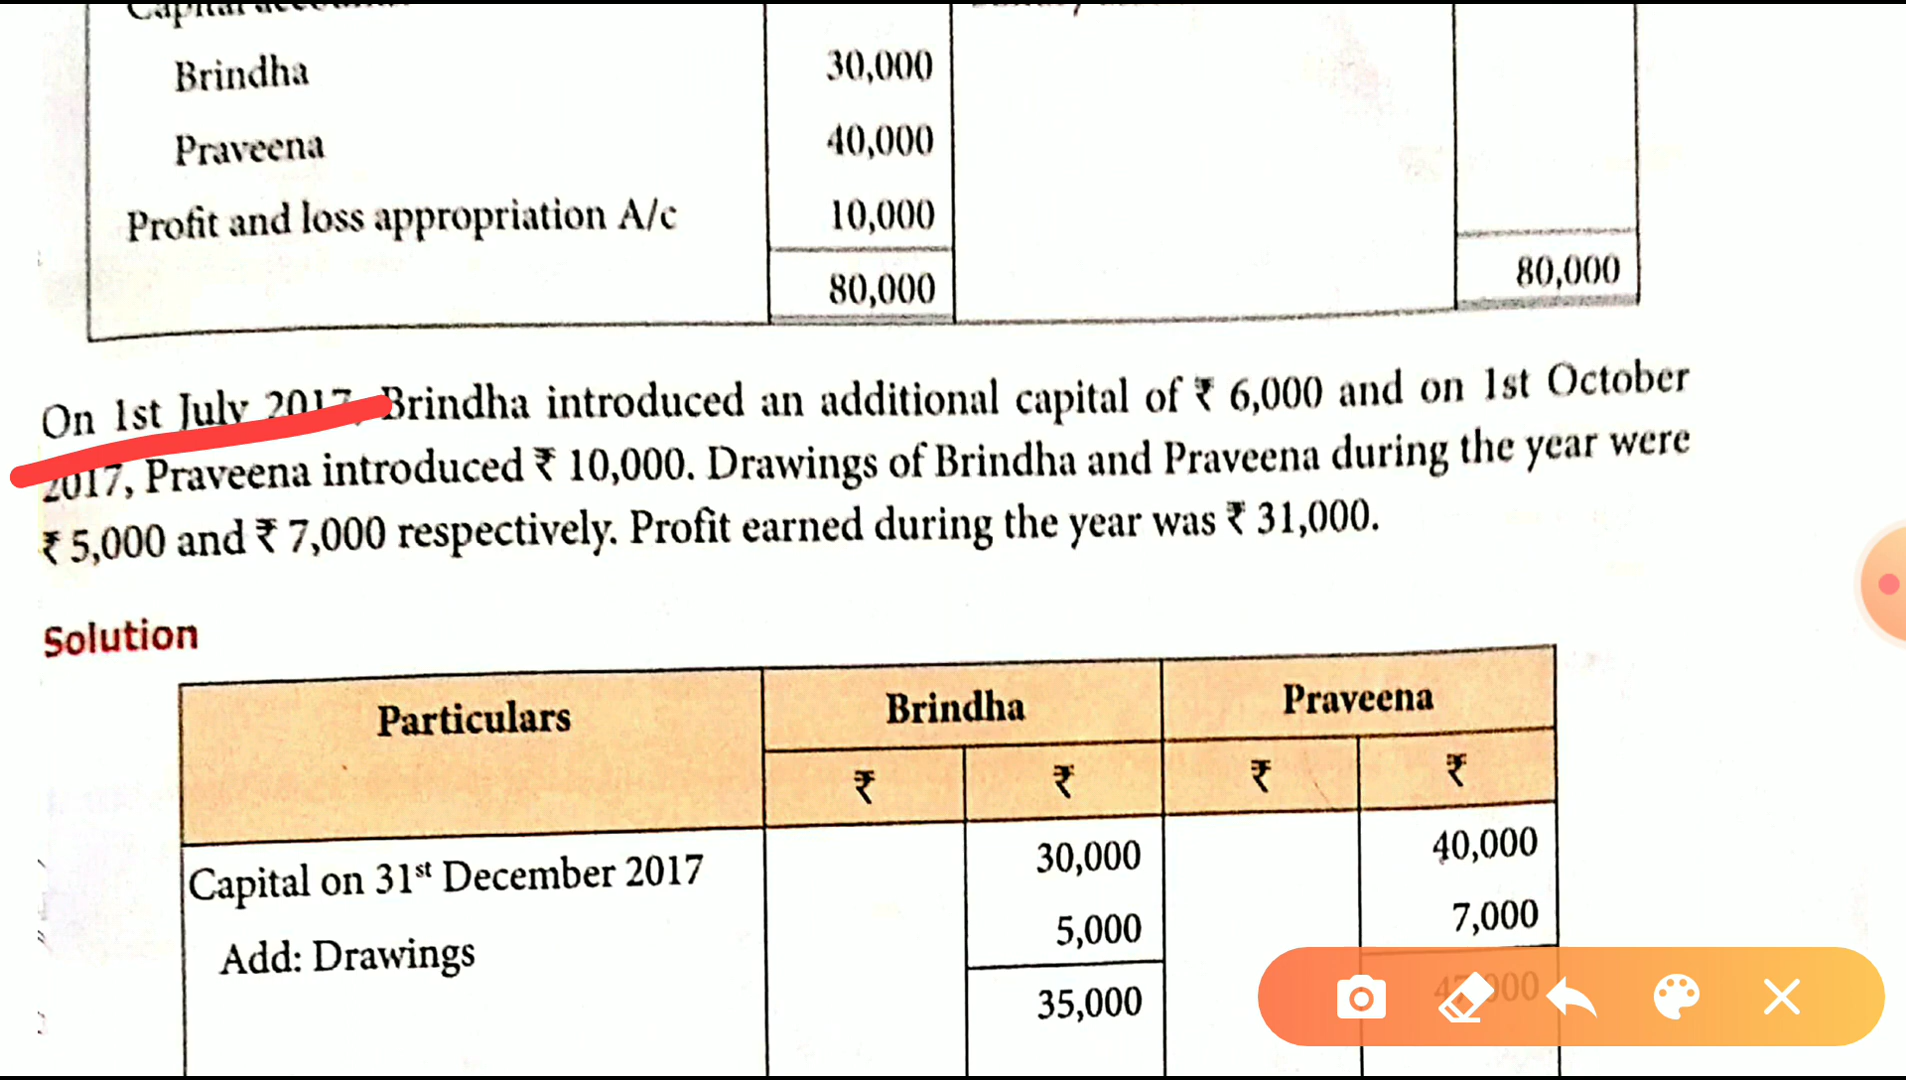 Brindha 30,000
Praveena 40,000
Profit and loss appropriation A/c 10,000
80,000 80,000
On 1st July 2017, Brindha introduced an additional capital of ₹ 6,000 and on 1st October
2017, Praveena introduced ₹ 10,000. Drawings of Brindha and Praveena during the year were
₹ 5,000 and ₹ 7,000 respectively. Profit earned during the year was ₹ 31,000.
Solution
Particulars Brindha Praveena
₹ ₹ ₹ ₹
Capital on 31st December 2017 30,000 40,000
Add: Drawings 5,000 7,000
35,000 47,000